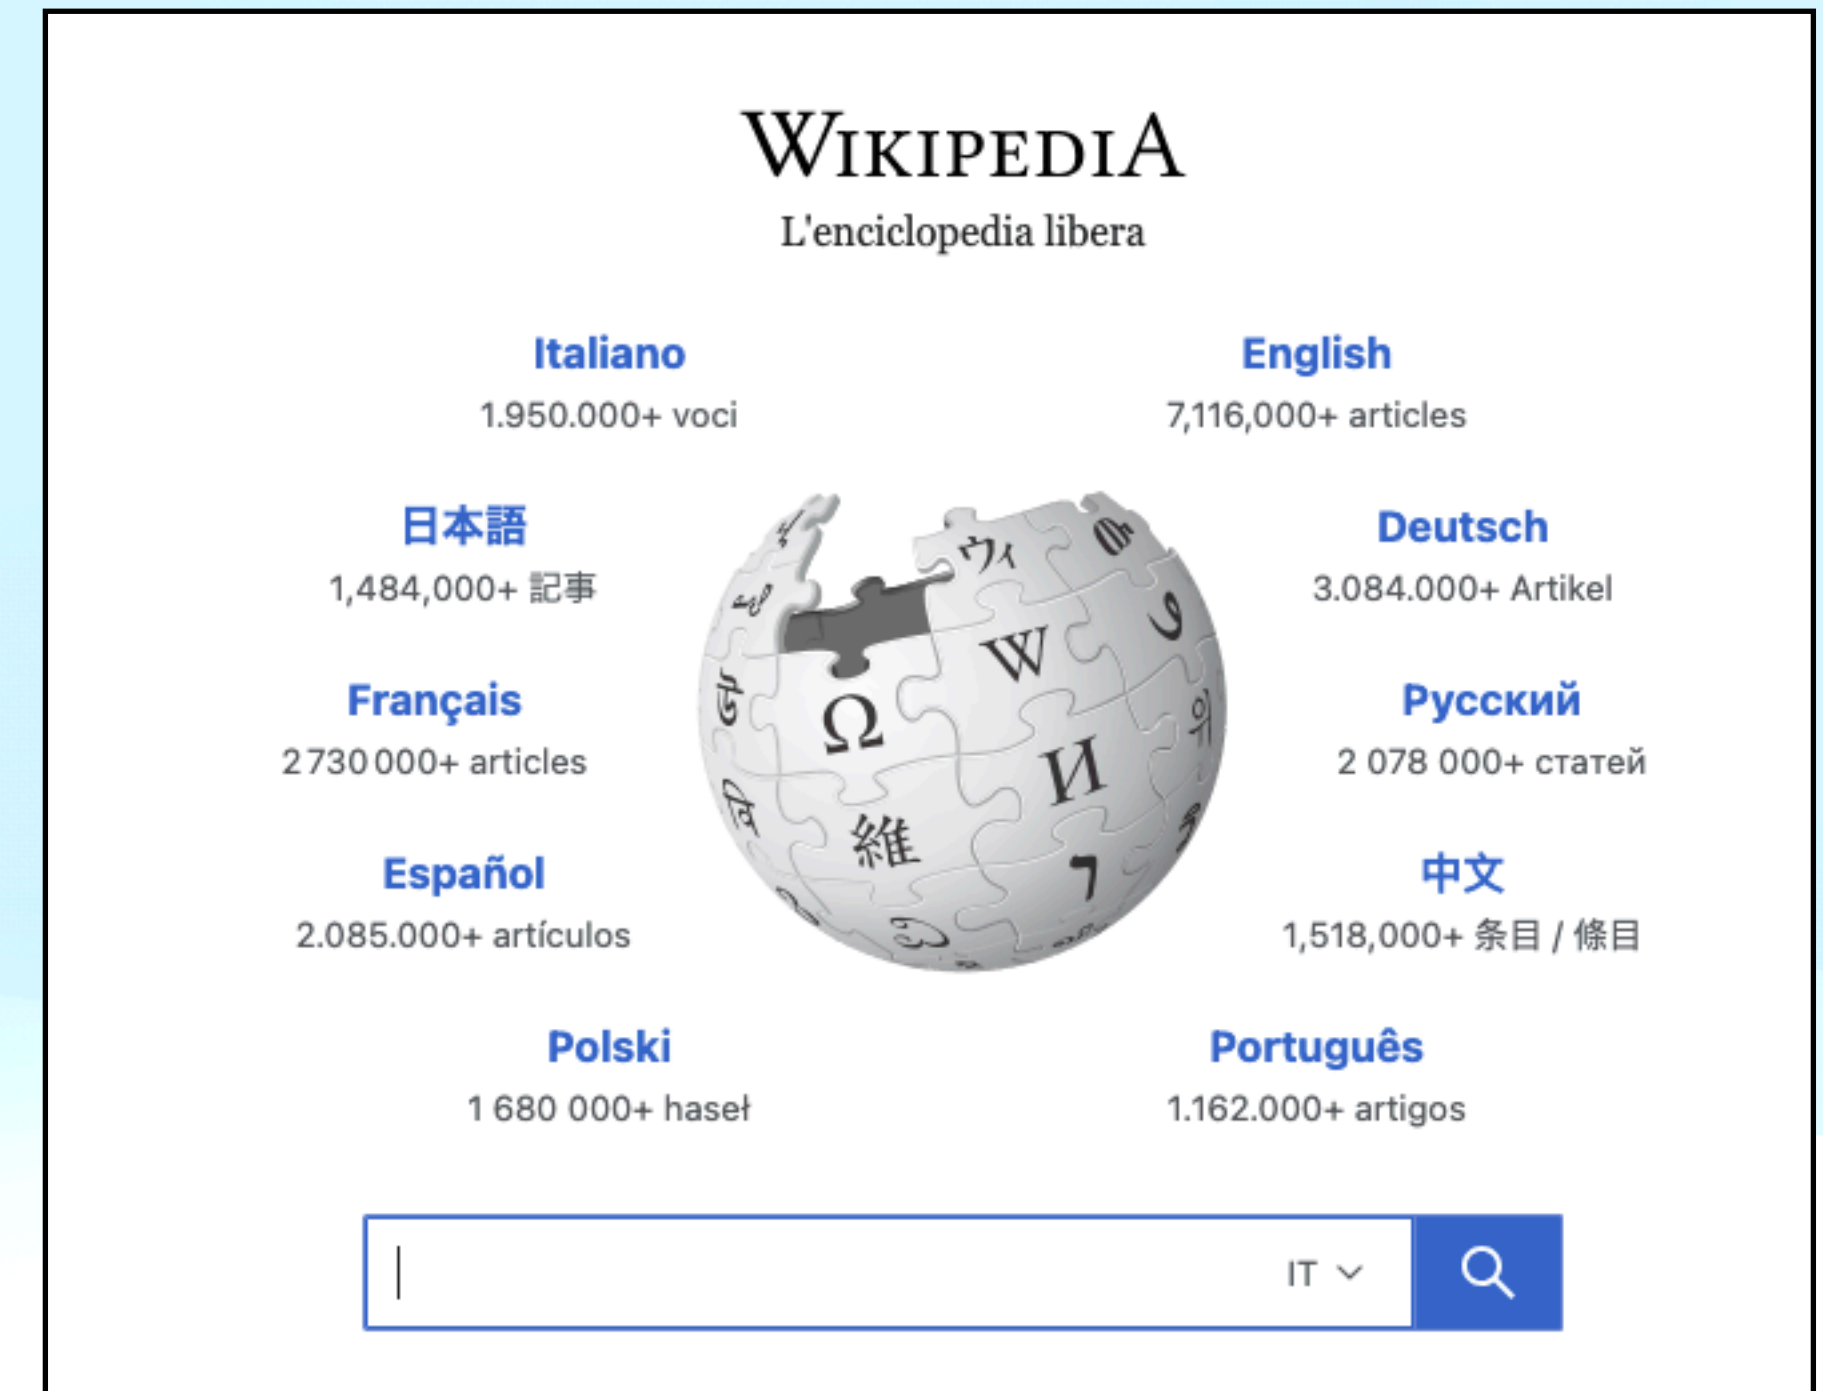 WIKIPEDIA
L'enciclopedia libera
Italiano
1.950.000+ voci
English
7,116,000+ articles
日本語
1,484,000+ 記事
Deutsch
3.084.000+ Artikel
Français
2 730 000+ articles
Русский
2 078 000+ статей
Español
2.085.000+ artículos
中文
1,518,000+ 条目 / 條目
Polski
1 680 000+ haseł
Português
1.162.000+ artigos
ウィ
W
Ω
И
維
IT